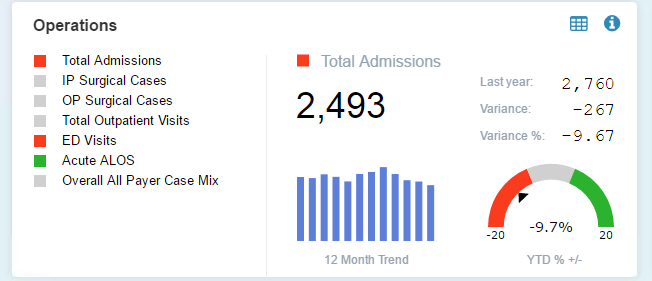 Operations
Total Admissions
IP Surgical Cases
OP Surgical Cases
Total Outpatient Visits
ED Visits
Acute ALOS
Overall All Payer Case Mix
Total Admissions
2,493
Last year: 2,760
Variance: -267
Variance %: -9.67
12 Month Trend
-9.7%
-20 20
YTD % +/-